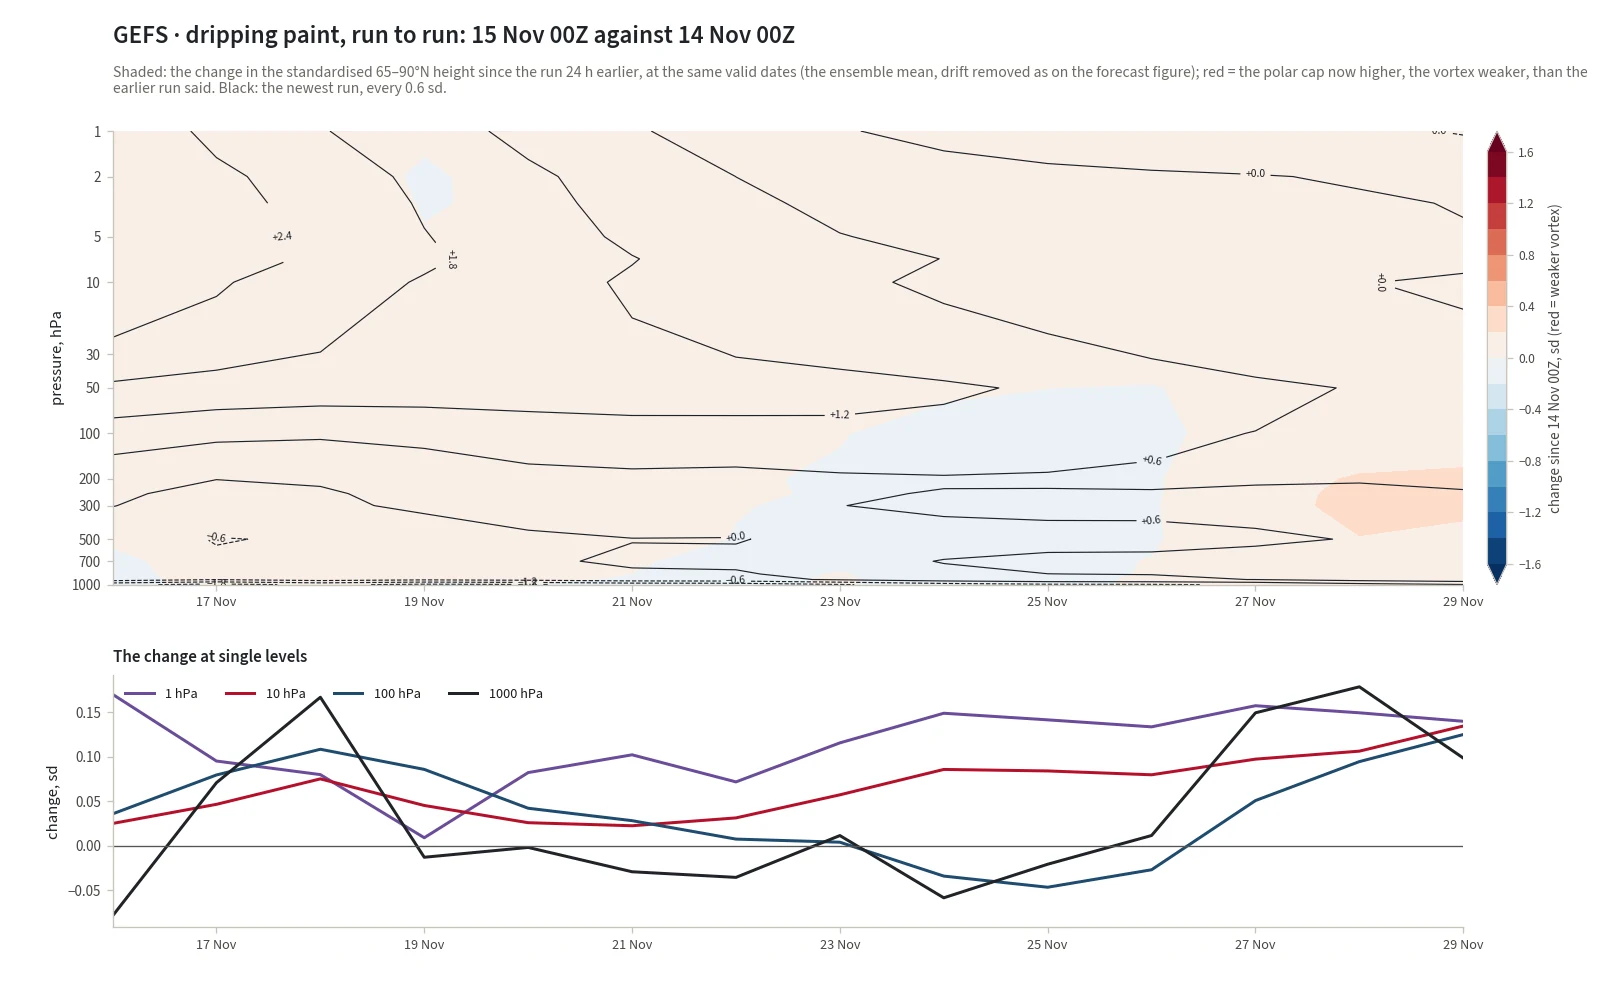 GEFS · dripping paint, run to run: 15 Nov 00Z against 14 Nov 00Z
Shaded: the change in the standardised 65–90°N height since the run 24 h earlier, at the same valid dates (the ensemble mean, drift removed as on the forecast figure); red = the polar cap now higher, the vortex weaker, than the
earlier run said. Black: the newest run, every 0.6 sd.
pressure, hPa
1
2
5
10
30
50
100
200
300
500
700
1000
+2.4
+1.8
+1.2
+0.6
+0.6
+0.0
+0.0
+0.0
−0.6
−0.6
−1.2
17 Nov
19 Nov
21 Nov
23 Nov
25 Nov
27 Nov
29 Nov
1.6
1.2
0.8
0.4
0.0
−0.4
−0.8
−1.2
−1.6
change since 14 Nov 00Z, sd (red = weaker vortex)
The change at single levels
1 hPa
10 hPa
100 hPa
1000 hPa
change, sd
0.15
0.10
0.05
0.00
−0.05
17 Nov
19 Nov
21 Nov
23 Nov
25 Nov
27 Nov
29 Nov